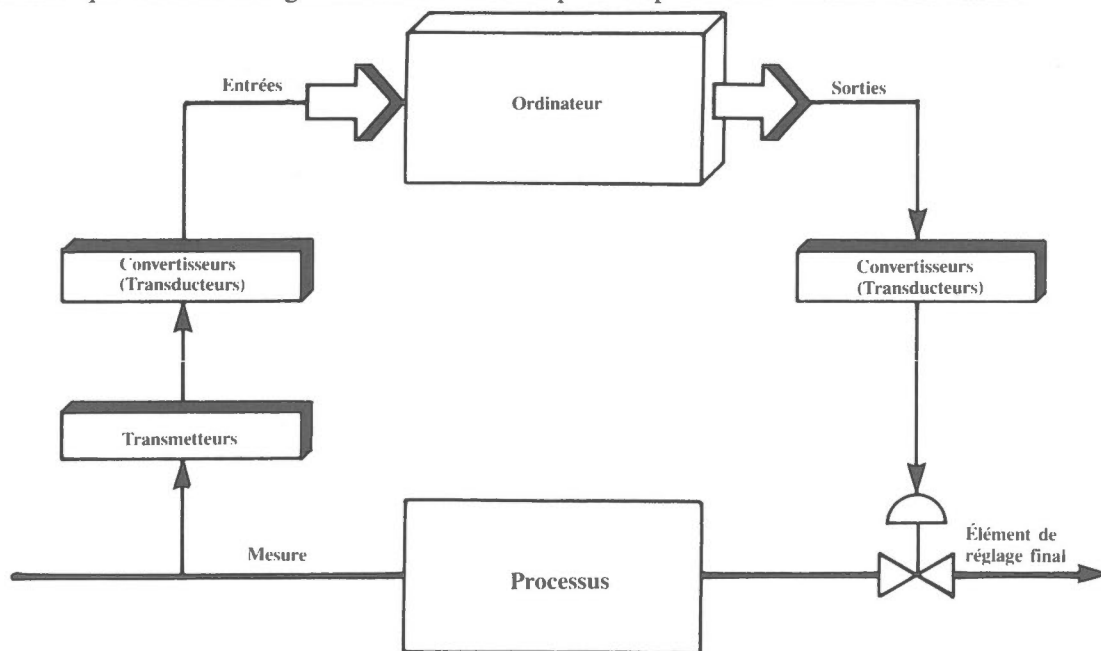 Entrées
Ordinateur
Sorties
Convertisseurs
(Transducteurs)
Convertisseurs
(Transducteurs)
Transmetteurs
Mesure
Processus
Élément de
réglage final